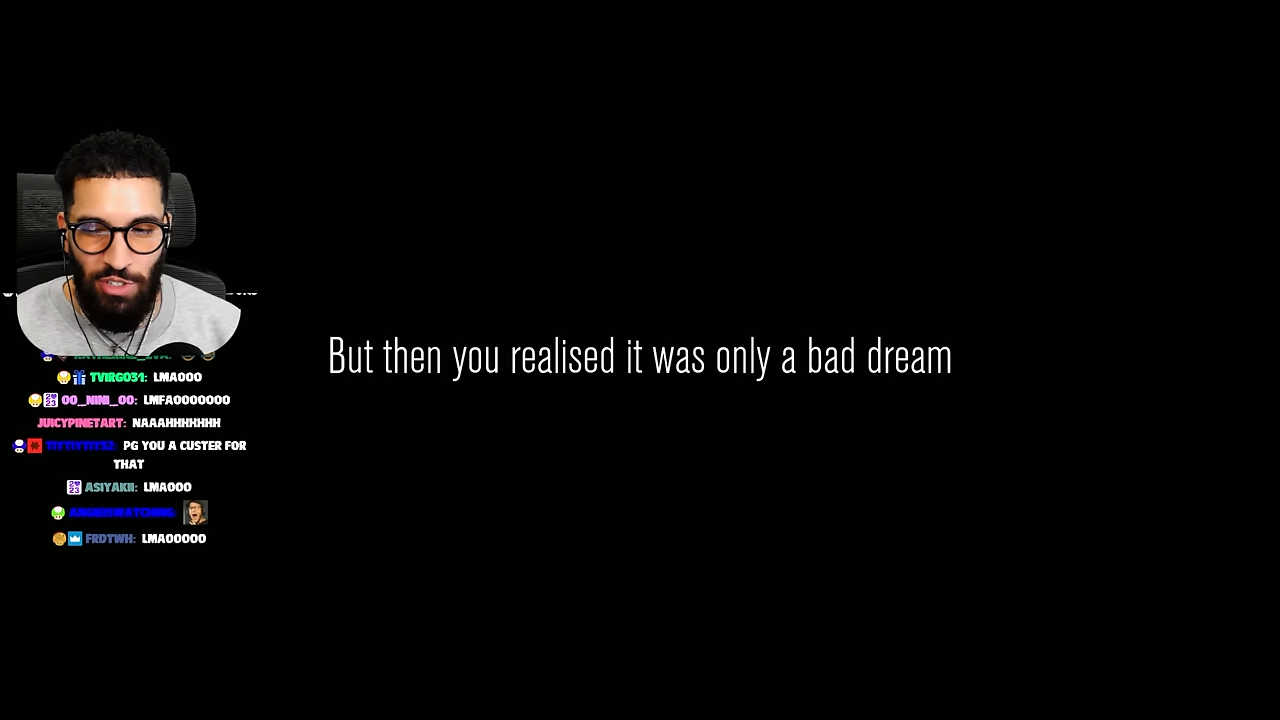 But then you realised it was only a bad dream
TVIRGO31: LMAOOO
OO_NINI_OO: LMFAOOOOOOO
JUICYPINETART: NAAAHHHHHHH
PG YOU A CUSTER FOR
THAT
ASIYAKII: LMAOOO
FRDTWH: LMAOOOOO